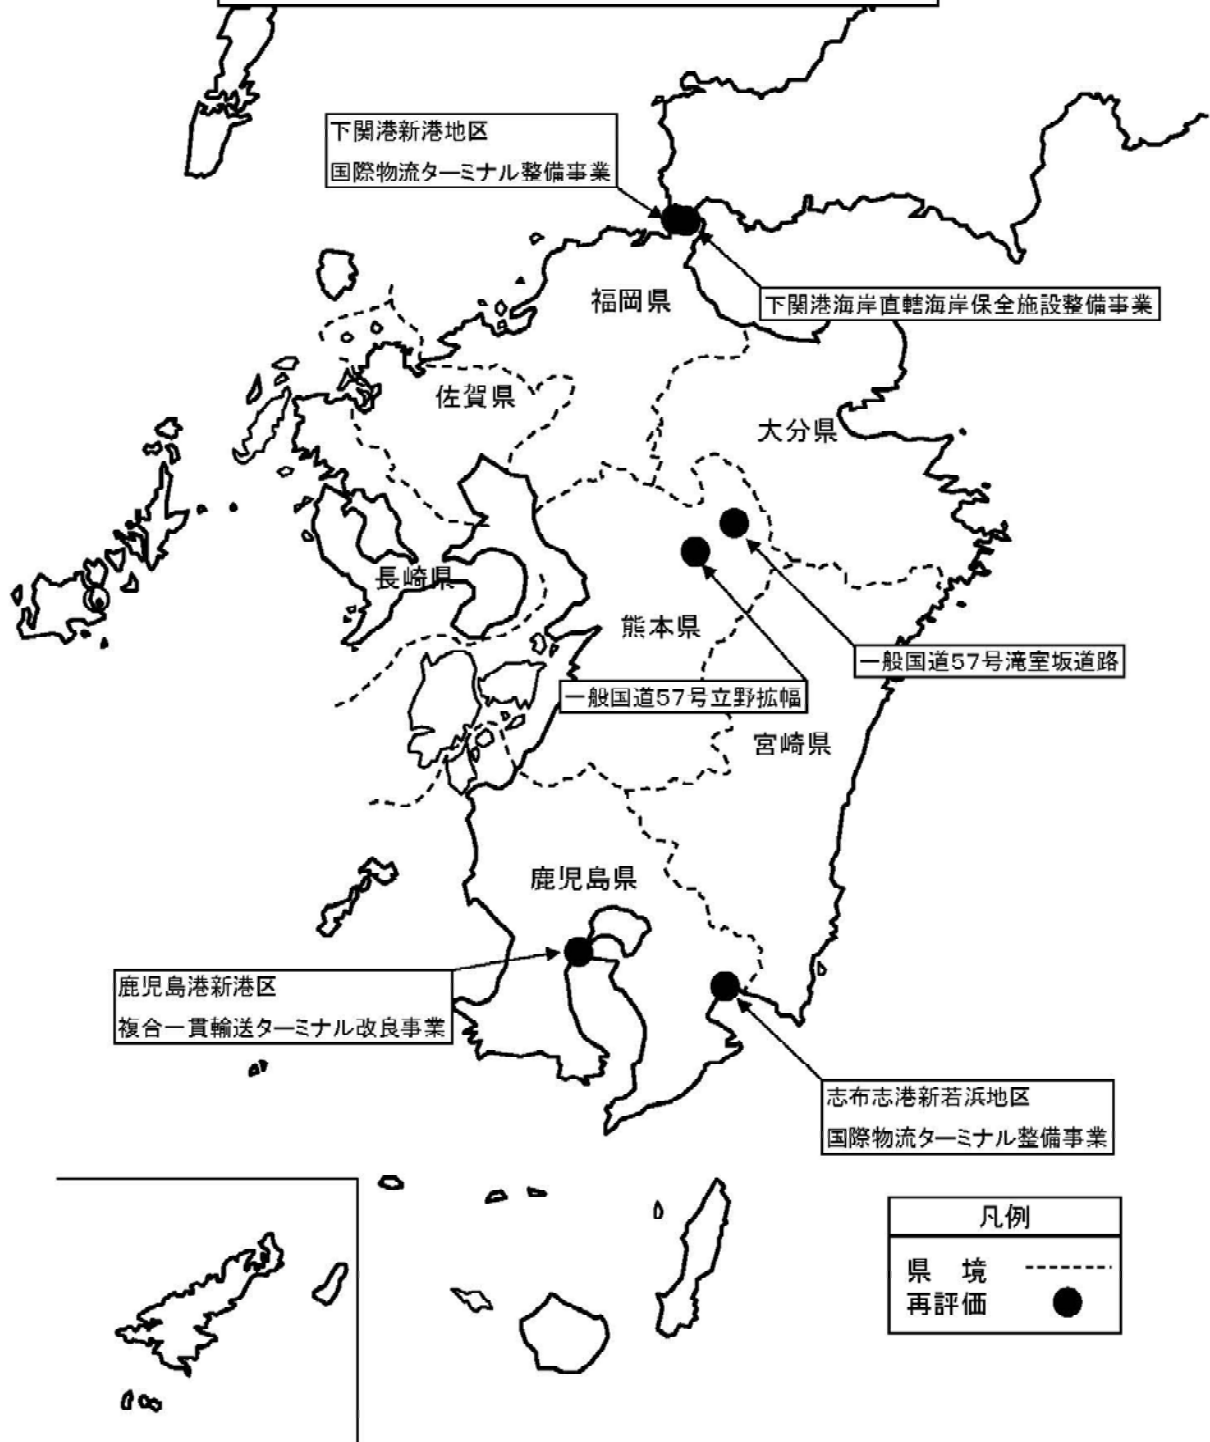 下関港新港地区
国際物流ターミナル整備事業
福岡県
下関港海岸直轄海岸保全施設整備事業
佐賀県
大分県
長崎県
熊本県
一般国道57号滝室坂道路
一般国道57号立野拡幅
宮崎県
鹿児島県
鹿児島港新港区
複合一貫輸送ターミナル改良事業
志布志港新若浜地区
国際物流ターミナル整備事業
凡例
県　境
再評価